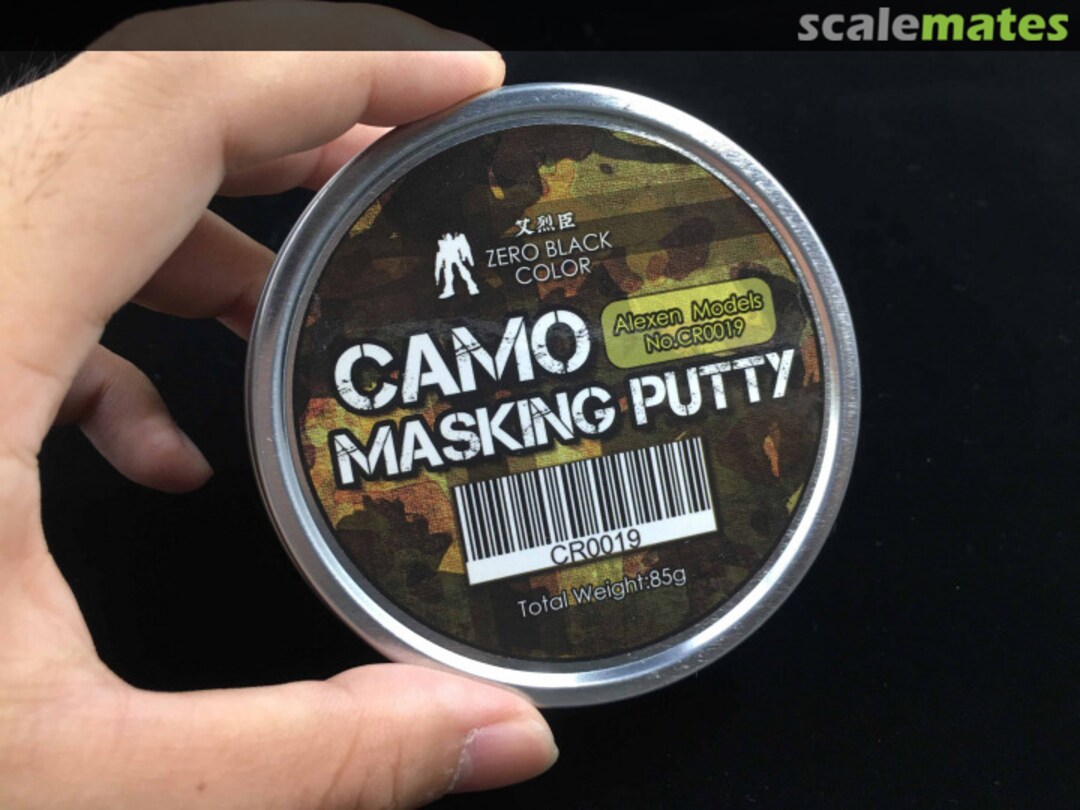 scalemates
艾烈臣
ZERO BLACK
COLOR
Alexen Models
No.CR0019
CAMO
MASKING PUTTY
CR0019
Total Weight:85g